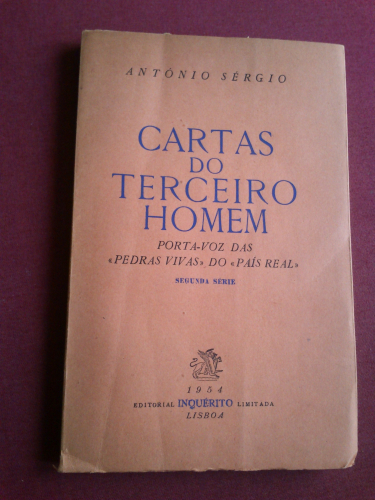 ANTÓNIO SÉRGIO
CARTAS
DO
TERCEIRO
HOMEM
PORTA-VOZ DAS
«PEDRAS VIVAS» DO «PAÍS REAL»
SEGUNDA SÉRIE
1954
EDITORIAL INQUÉRITO LIMITADA
LISBOA